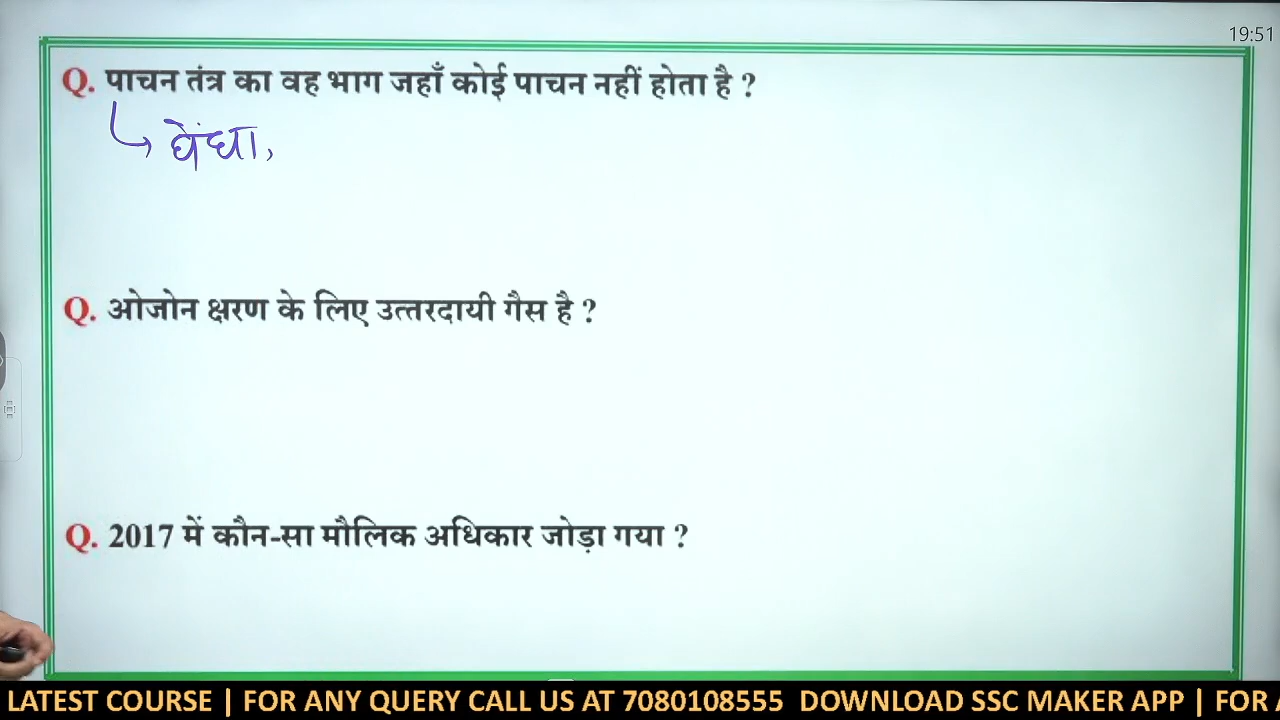 19:51
Q. पाचन तंत्र का वह भाग जहाँ कोई पाचन नहीं होता है ?
Q. ओजोन क्षरण के लिए उत्तरदायी गैस है ?
Q. 2017 में कौन-सा मौलिक अधिकार जोड़ा गया ?
LATEST COURSE | FOR ANY QUERY CALL US AT 7080108555 DOWNLOAD SSC MAKER APP | FOR